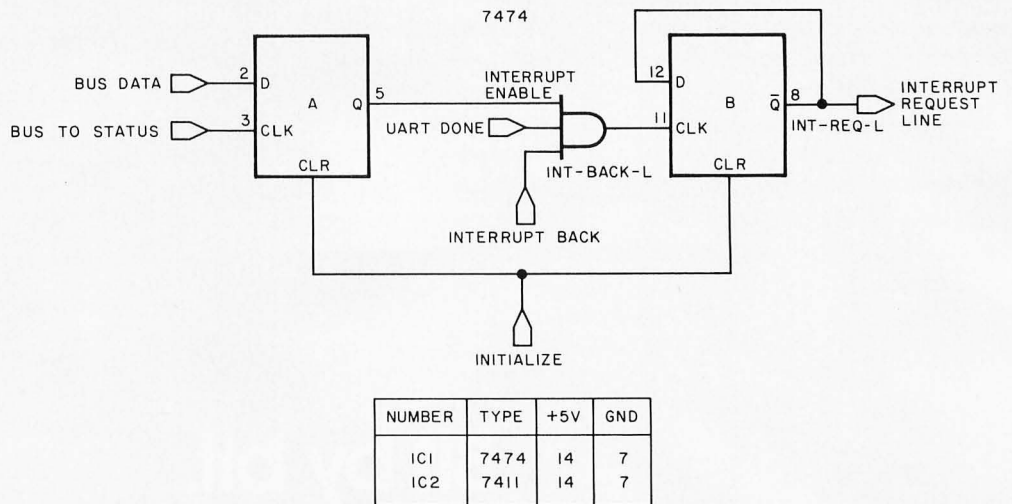 7474
BUS DATA
2
D
A
Q
5
BUS TO STATUS
3
CLK
CLR
INTERRUPT
ENABLE
UART DONE
INT-BACK-L
INTERRUPT BACK
12
D
B
Q̅
8
11
CLK
CLR
INT-REQ-L
INTERRUPT
REQUEST
LINE
INITIALIZE
NUMBER TYPE +5V GND
IC1 7474 14 7
IC2 7411 14 7